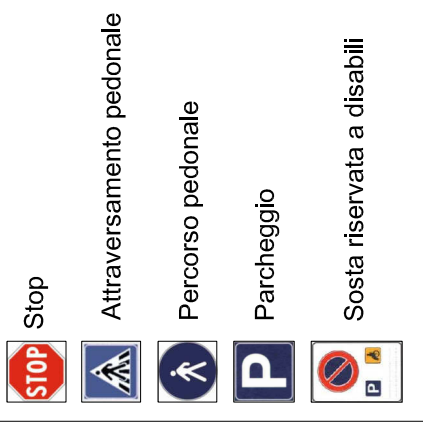 STOP Stop
Attraversamento pedonale
Percorso pedonale
P Parcheggio
P Sosta riservata a disabili